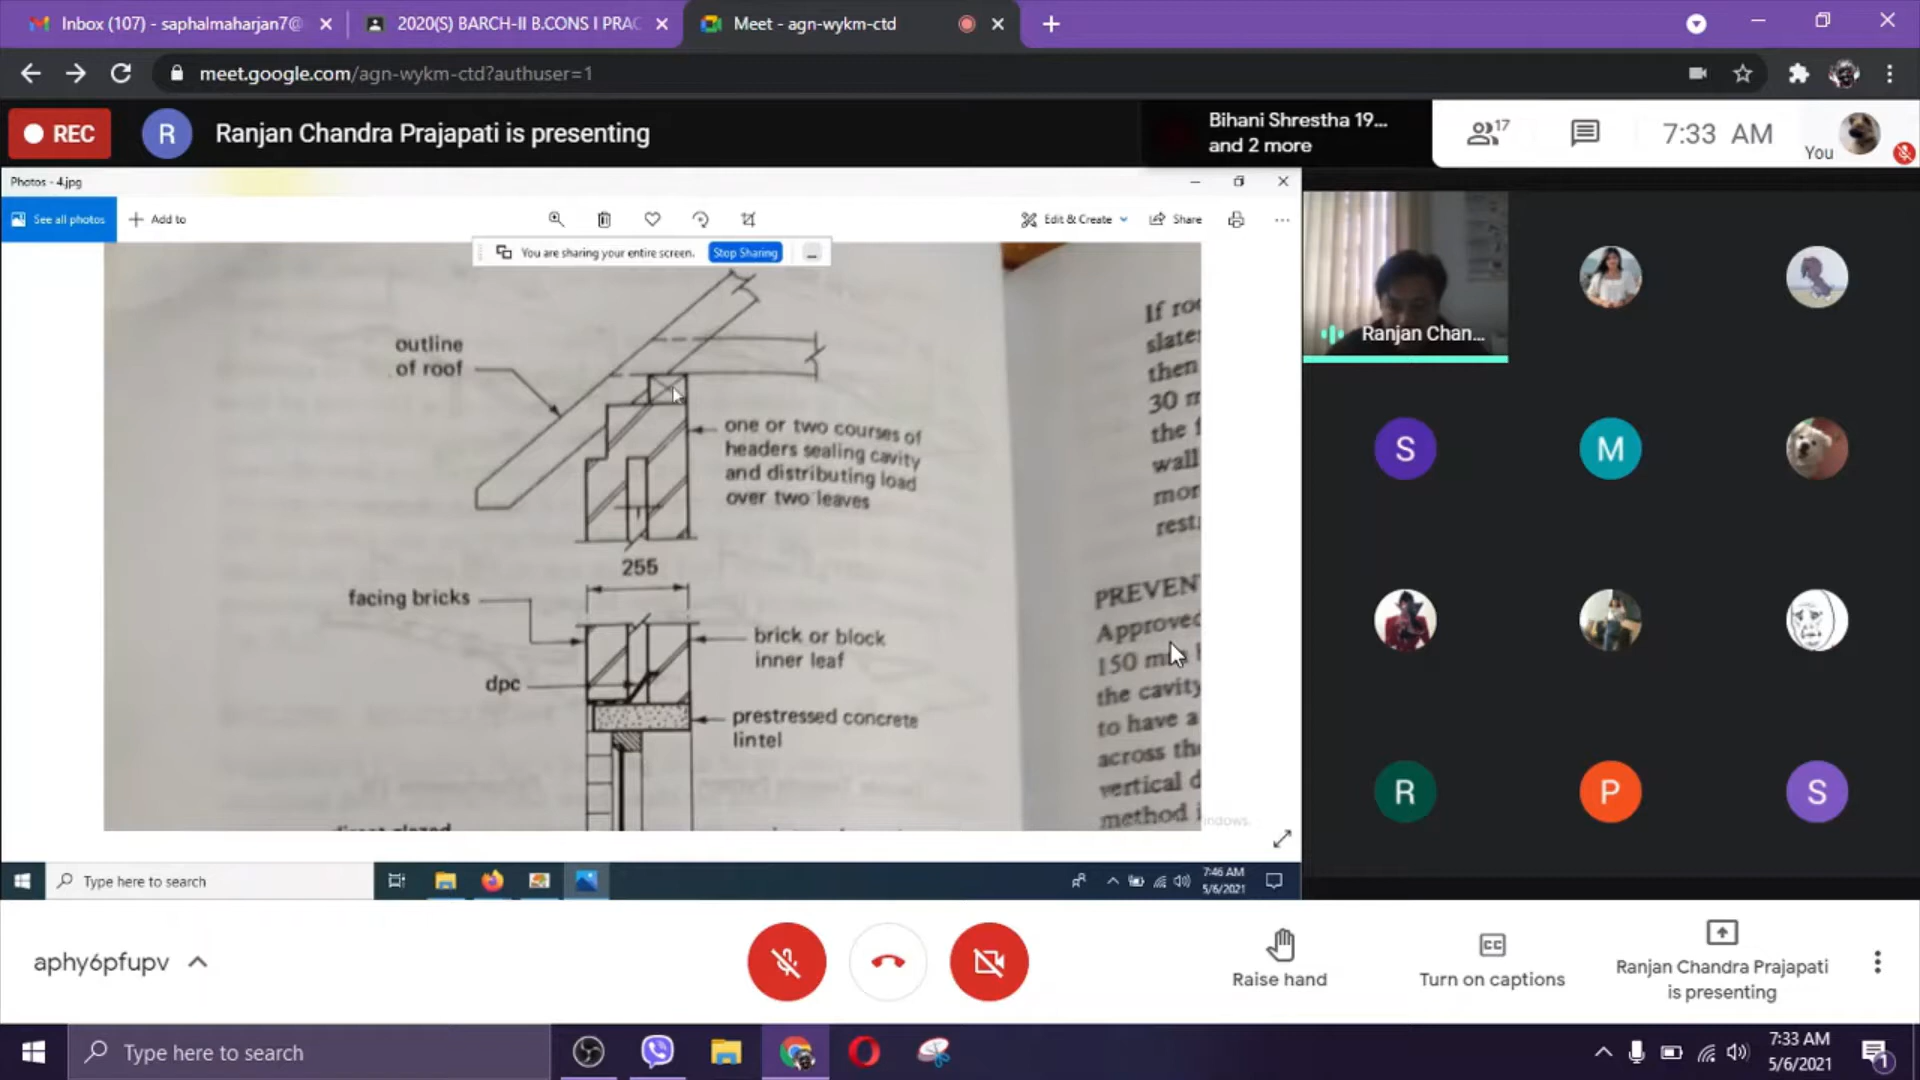 Inbox (107) - saphalmaharjan7@
2020(S) BARCH-II B.CONS I PRAC
Meet - agn-wykm-ctd
meet.google.com/agn-wykm-ctd?authuser=1
REC
R
Ranjan Chandra Prajapati is presenting
Bihani Shrestha 19...
and 2 more
17
7:33 AM
You
Photos - 4.jpg
See all photos
Add to
Edit & Create
Share
You are sharing your entire screen.
Stop Sharing
outline
of roof
one or two courses of
headers sealing cavity
and distributing load
over two leaves
255
facing bricks
brick or block
inner leaf
dpc
prestressed concrete
lintel
If
slate
then
30
the
wall
PREVEN
Approved
150
the cavity
to have a
across the
vertical d
method
Ranjan Chan...
S
M
R
P
S
Type here to search
7:46 AM
5/6/2021
aphy6pfupv
Raise hand
CC
Turn on captions
Ranjan Chandra Prajapati
is presenting
Type here to search
7:33 AM
5/6/2021
1